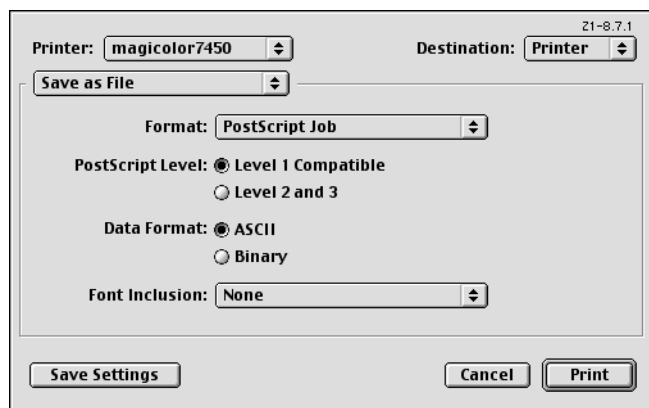 Z1-8.7.1
Printer: magicolor7450 Destination: Printer
Save as File
Format: PostScript Job
PostScript Level: Level 1 Compatible
Level 2 and 3
Data Format: ASCII
Binary
Font Inclusion: None
Save Settings Cancel Print